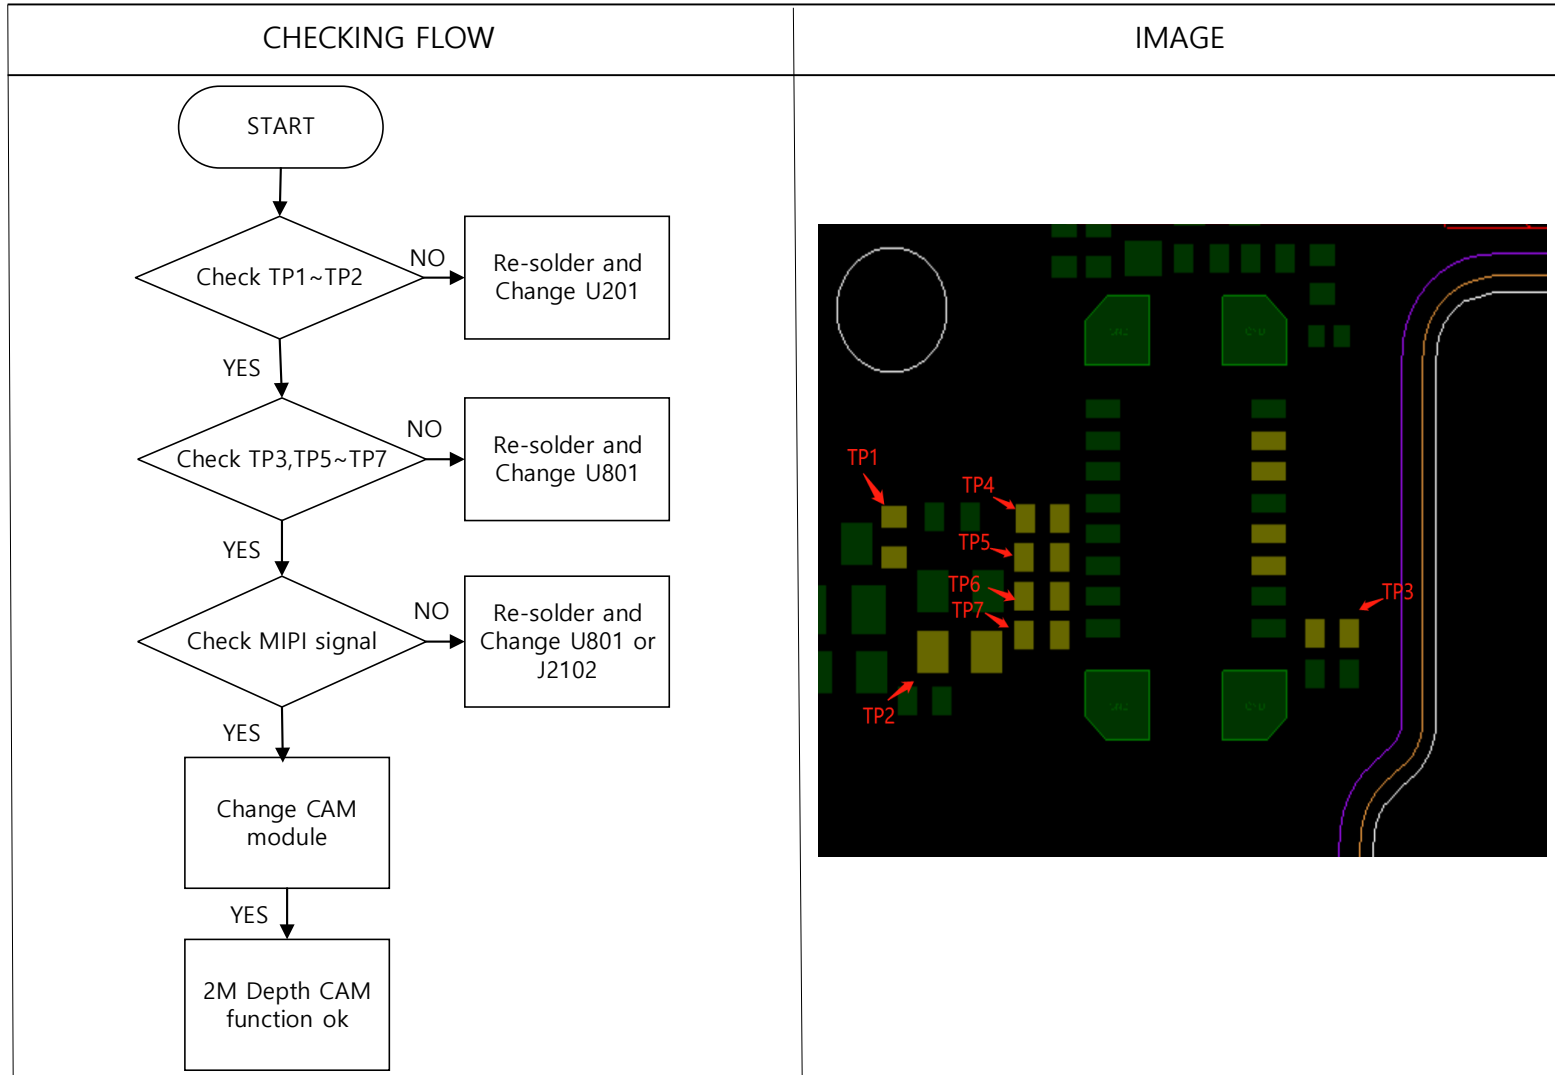 CHECKING FLOW
IMAGE
START
Check TP1~TP2
NO
Re-solder and
Change U201
YES
Check TP3,TP5~TP7
NO
Re-solder and
Change U801
YES
Check MIPI signal
NO
Re-solder and
Change U801 or
J2102
YES
Change CAM
module
YES
2M Depth CAM
function ok
TP1
TP4
TP5
TP6
TP7
TP3
TP2